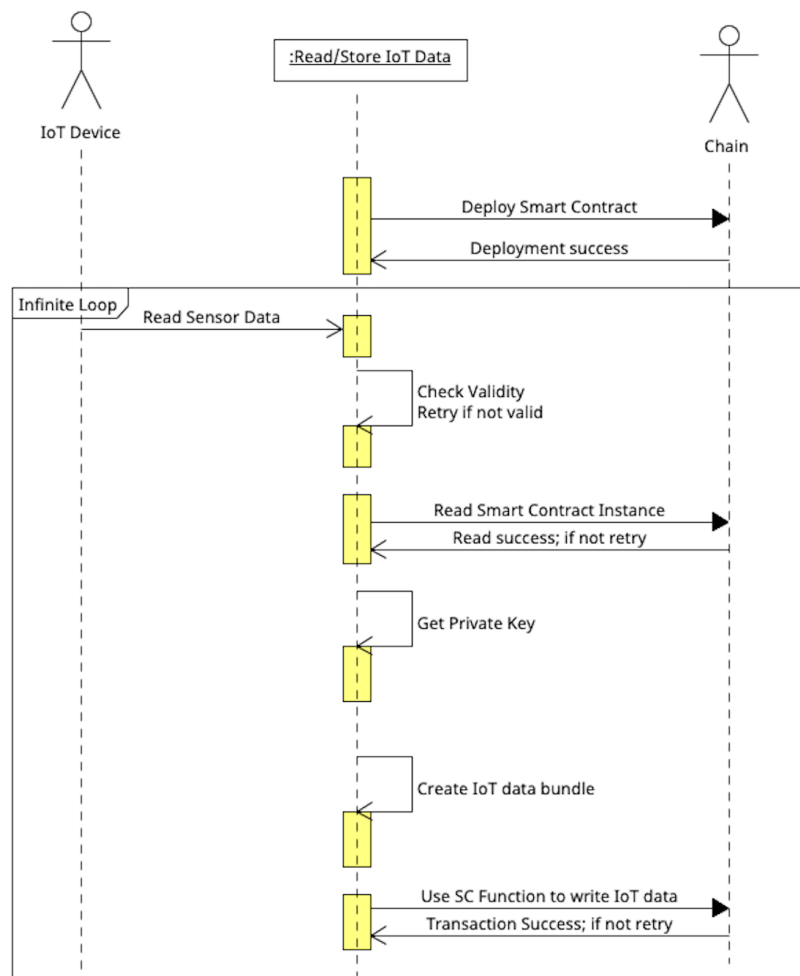 :Read/Store IoT Data
IoT Device
Chain
Deploy Smart Contract
Deployment success
Infinite Loop
Read Sensor Data
Check Validity
Retry if not valid
Read Smart Contract Instance
Read success; if not retry
Get Private Key
Create IoT data bundle
Use SC Function to write IoT data
Transaction Success; if not retry